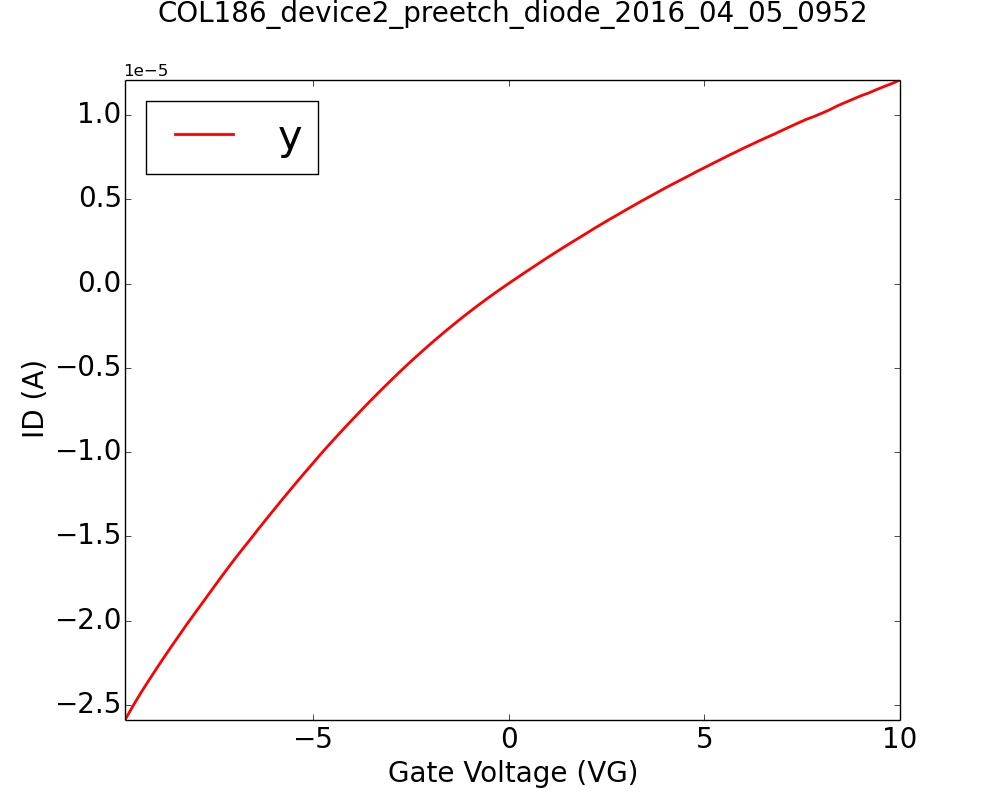 COL186_device2_preetch_diode_2016_04_05_0952
1e−5
y
1.0
0.5
0.0
−0.5
−1.0
−1.5
−2.0
−2.5
ID (A)
−5 0 5 10
Gate Voltage (VG)